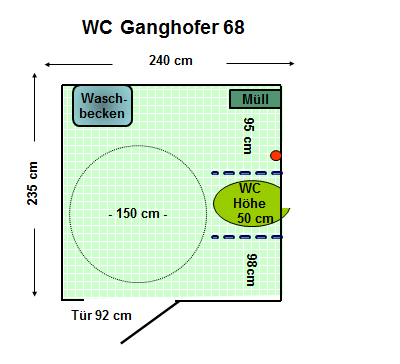 WC Ganghofer 68
240 cm
Wasch-
becken
Müll
95 cm
235 cm
WC
Höhe
50 cm
- 150 cm -
98cm
Tür 92 cm